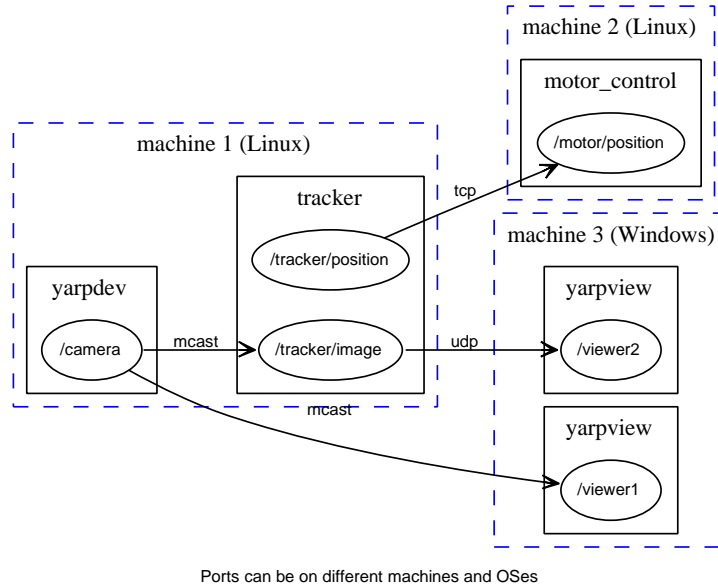 machine 2 (Linux)
motor_control
/motor/position
machine 1 (Linux)
tracker
tcp
/tracker/position
machine 3 (Windows)
yarpdev
yarpview
/camera
mcast
/tracker/image
udp
/viewer2
mcast
yarpview
/viewer1
Ports can be on different machines and OSes